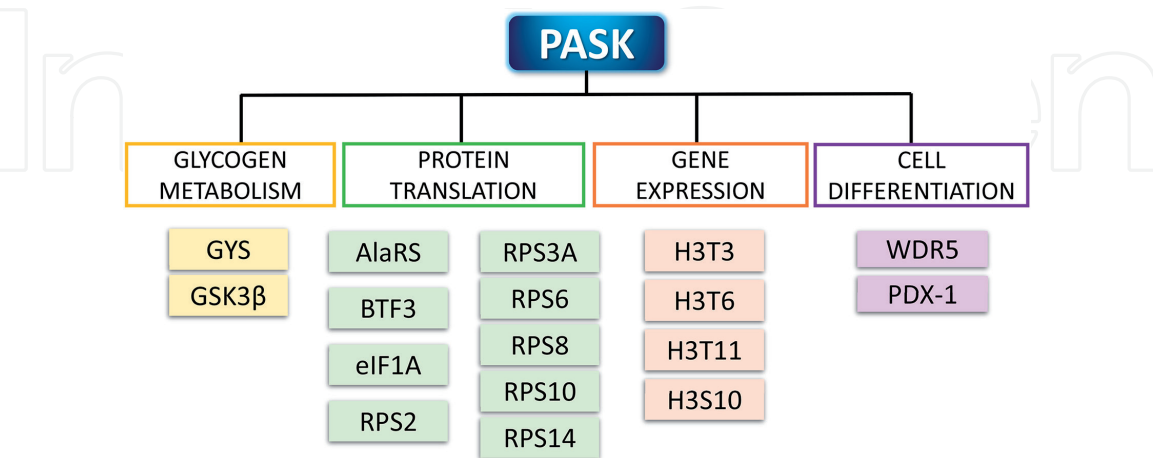 PASK
GLYCOGEN
METABOLISM
PROTEIN
TRANSLATION
GENE
EXPRESSION
CELL
DIFFERENTIATION
GYS
GSK3β
AlaRS
BTF3
eIF1A
RPS2
RPS3A
RPS6
RPS8
RPS10
RPS14
H3T3
H3T6
H3T11
H3S10
WDR5
PDX-1